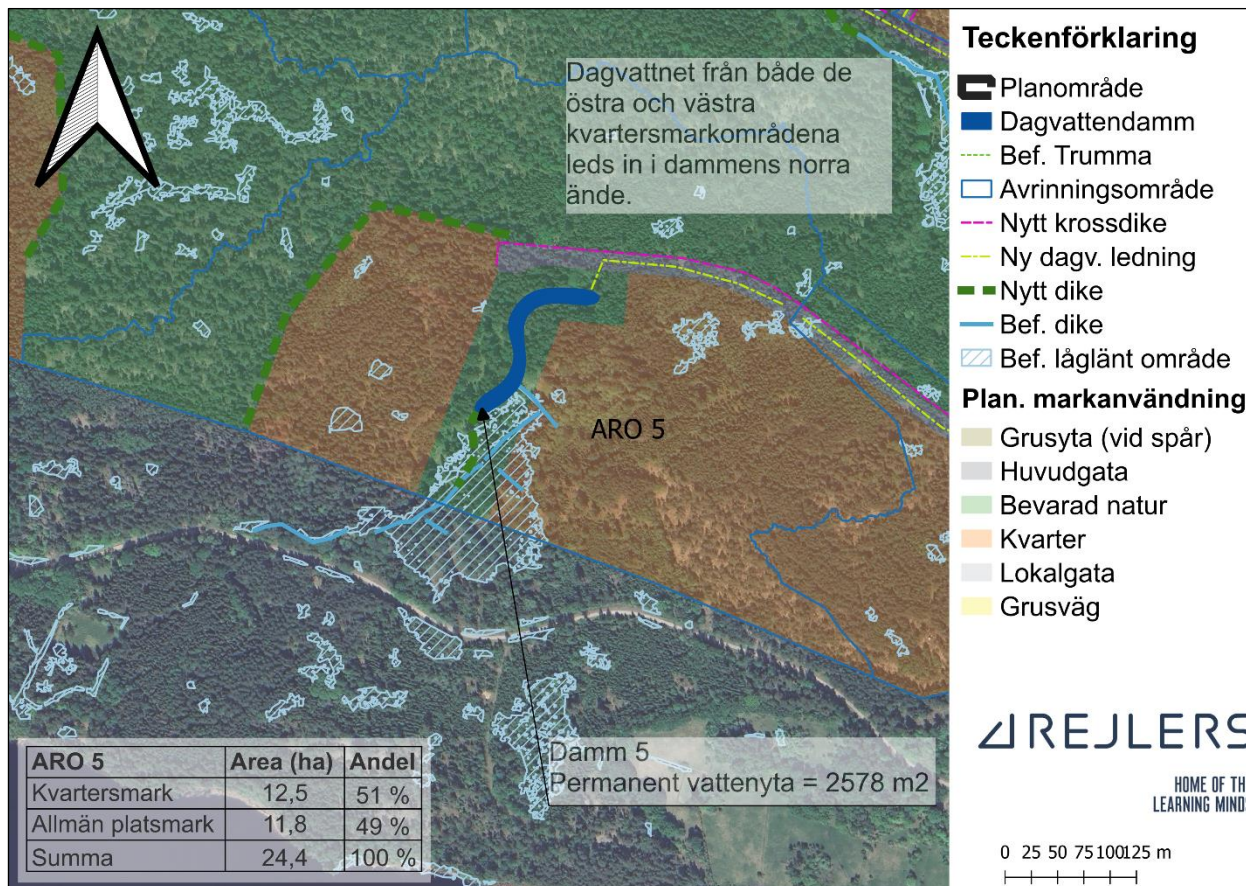 Dagvattnet från både de
östra och västra
kvartersmarkområdena
leds in i dammens norra
ände.
ARO 5
Damm 5
Permanent vattenyta = 2578 m2
ARO 5 Area (ha) Andel
Kvartersmark 12,5 51 %
Allmän platsmark 11,8 49 %
Summa 24,4 100 %
Teckenförklaring
Planområde
Dagvattendamm
Bef. Trumma
Avrinningsområde
Nytt krossdike
Ny dagv. ledning
Nytt dike
Bef. dike
Bef. låglänt område
Plan. markanvändning
Grusyta (vid spår)
Huvudgata
Bevarad natur
Kvarter
Lokalgata
Grusväg
REJLERS
HOME OF TH
LEARNING MINDS
0 25 50 75 100 125 m